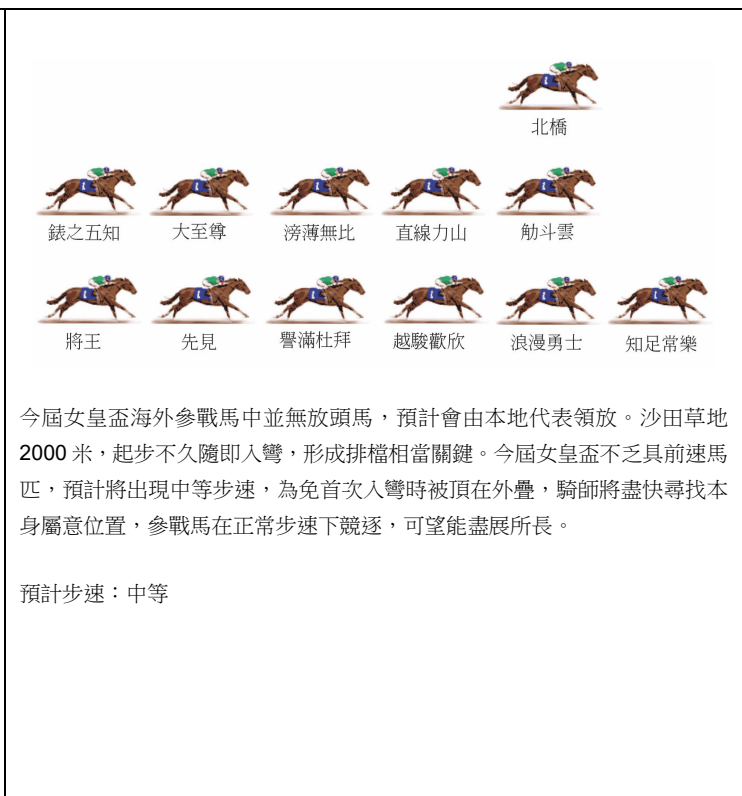 北橋
錶之五知 大至尊 滂薄無比 直線力山 觔斗雲
將王 先見 譽滿杜拜 越駿歡欣 浪漫勇士 知足常樂
今屆女皇盃海外參戰馬中並無放頭馬，預計會由本地代表領放。沙田草地
2000 米，起步不久隨即入彎，形成排檔相當關鍵。今屆女皇盃不乏具前速馬
匹，預計將出現中等步速，為免首次入彎時被頂在外疊，騎師將盡快尋找本
身屬意位置，參戰馬在正常步速下競逐，可望能盡展所長。
預計步速：中等